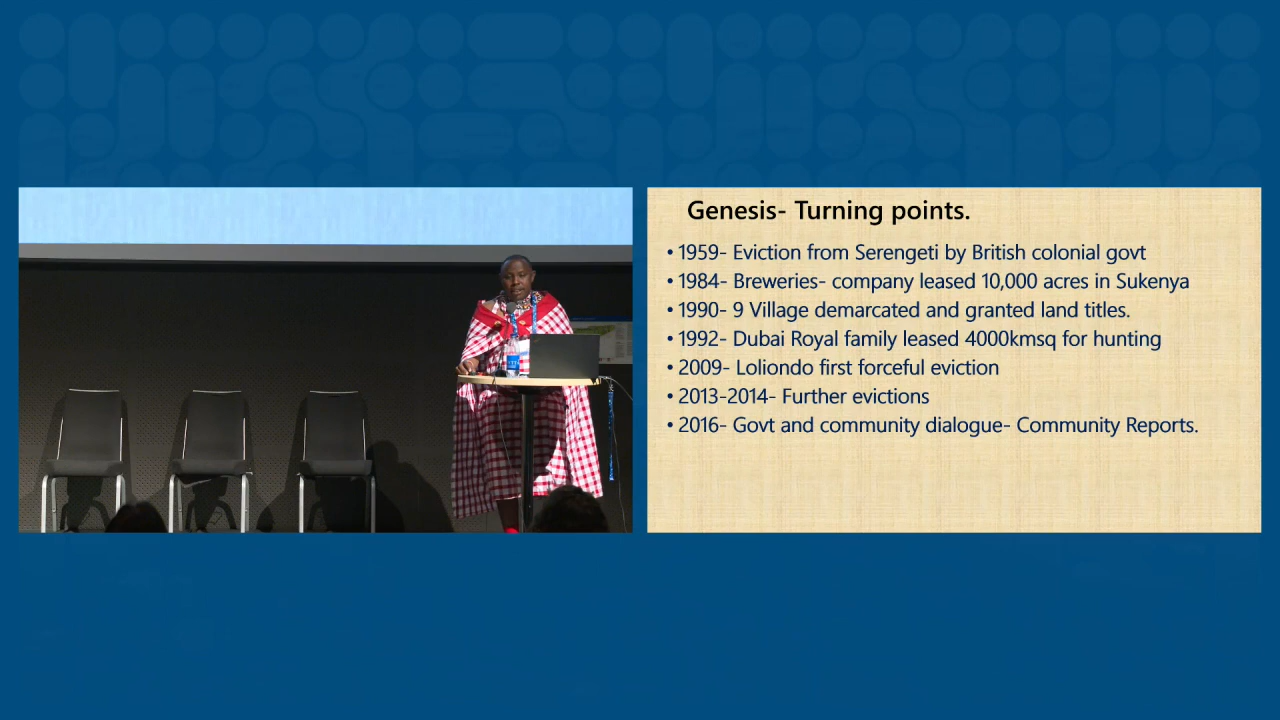 Genesis- Turning points.
• 1959- Eviction from Serengeti by British colonial govt
• 1984- Breweries- company leased 10,000 acres in Sukenya
• 1990- 9 Village demarcated and granted land titles.
• 1992- Dubai Royal family leased 4000kmsq for hunting
• 2009- Loliondo first forceful eviction
• 2013-2014- Further evictions
• 2016- Govt and community dialogue- Community Reports.